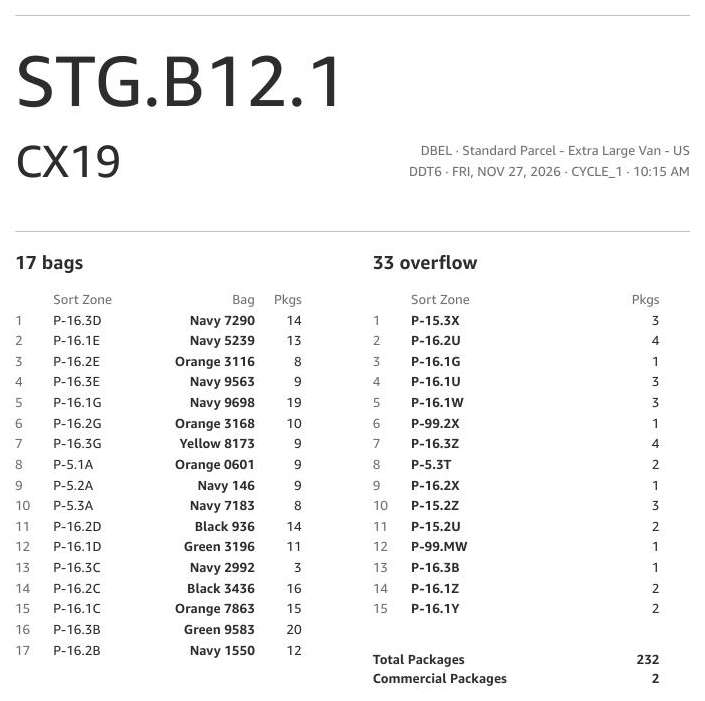 STG.B12.1
CX19
DBEL · Standard Parcel - Extra Large Van - US
DDT6 · FRI, NOV 27, 2026 · CYCLE_1 · 10:15 AM
17 bags
Sort Zone Bag Pkgs
1 P-16.3D Navy 7290 14
2 P-16.1E Navy 5239 13
3 P-16.2E Orange 3116 8
4 P-16.3E Navy 9563 9
5 P-16.1G Navy 9698 19
6 P-16.2G Orange 3168 10
7 P-16.3G Yellow 8173 9
8 P-5.1A Orange 0601 9
9 P-5.2A Navy 146 9
10 P-5.3A Navy 7183 8
11 P-16.2D Black 936 14
12 P-16.1D Green 3196 11
13 P-16.3C Navy 2992 3
14 P-16.2C Black 3436 16
15 P-16.1C Orange 7863 15
16 P-16.3B Green 9583 20
17 P-16.2B Navy 1550 12
33 overflow
Sort Zone Pkgs
1 P-15.3X 3
2 P-16.2U 4
3 P-16.1G 1
4 P-16.1U 3
5 P-16.1W 3
6 P-99.2X 1
7 P-16.3Z 4
8 P-5.3T 2
9 P-16.2X 1
10 P-15.2Z 3
11 P-15.2U 2
12 P-99.MW 1
13 P-16.3B 1
14 P-16.1Z 2
15 P-16.1Y 2
Total Packages 232
Commercial Packages 2